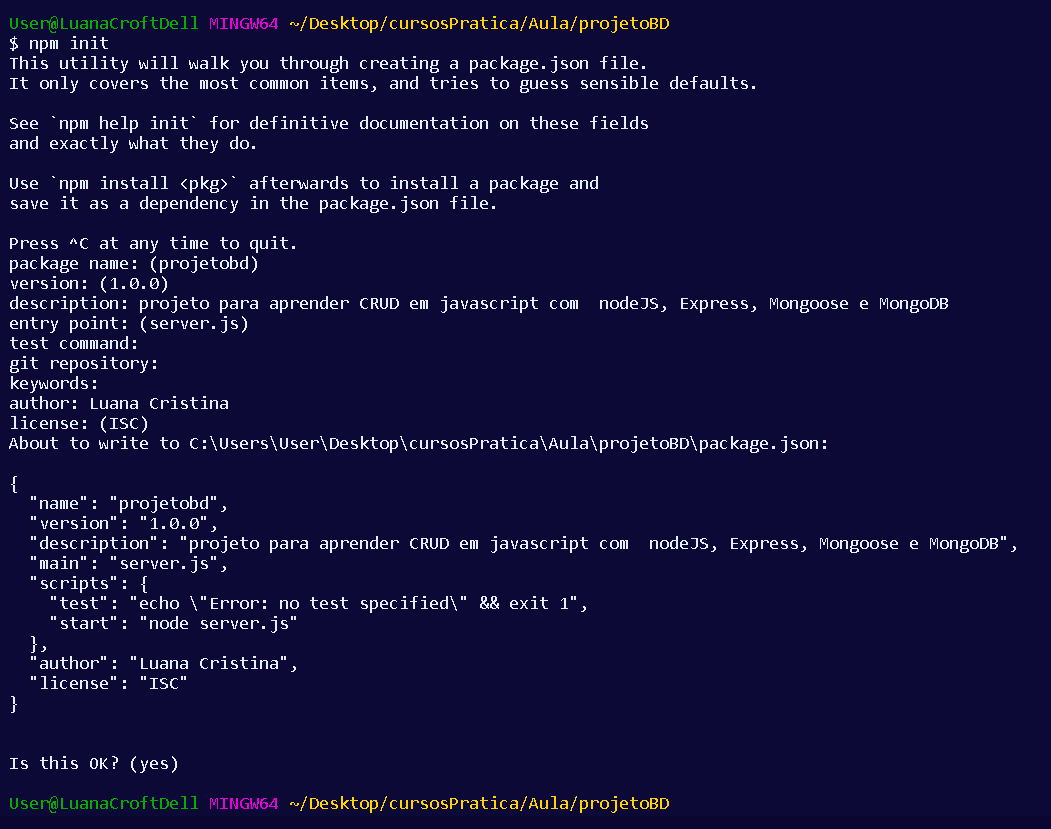 User@LuanaCroftDell MINGW64 ~/Desktop/cursosPratica/Aula/projetoBD
$ npm init
This utility will walk you through creating a package.json file.
It only covers the most common items, and tries to guess sensible defaults.
See `npm help init` for definitive documentation on these fields
and exactly what they do.
Use `npm install <pkg>` afterwards to install a package and
save it as a dependency in the package.json file.
Press ^C at any time to quit.
package name: (projetobd)
version: (1.0.0)
description: projeto para aprender CRUD em javascript com  nodeJS, Express, Mongoose e MongoDB
entry point: (server.js)
test command:
git repository:
keywords:
author: Luana Cristina
license: (ISC)
About to write to C:\Users\User\Desktop\cursosPratica\Aula\projetoBD\package.json:
{
  "name": "projetobd",
  "version": "1.0.0",
  "description": "projeto para aprender CRUD em javascript com  nodeJS, Express, Mongoose e MongoDB",
  "main": "server.js",
  "scripts": {
    "test": "echo \"Error: no test specified\" && exit 1",
    "start": "node server.js"
  },
  "author": "Luana Cristina",
  "license": "ISC"
}
Is this OK? (yes)
User@LuanaCroftDell MINGW64 ~/Desktop/cursosPratica/Aula/projetoBD